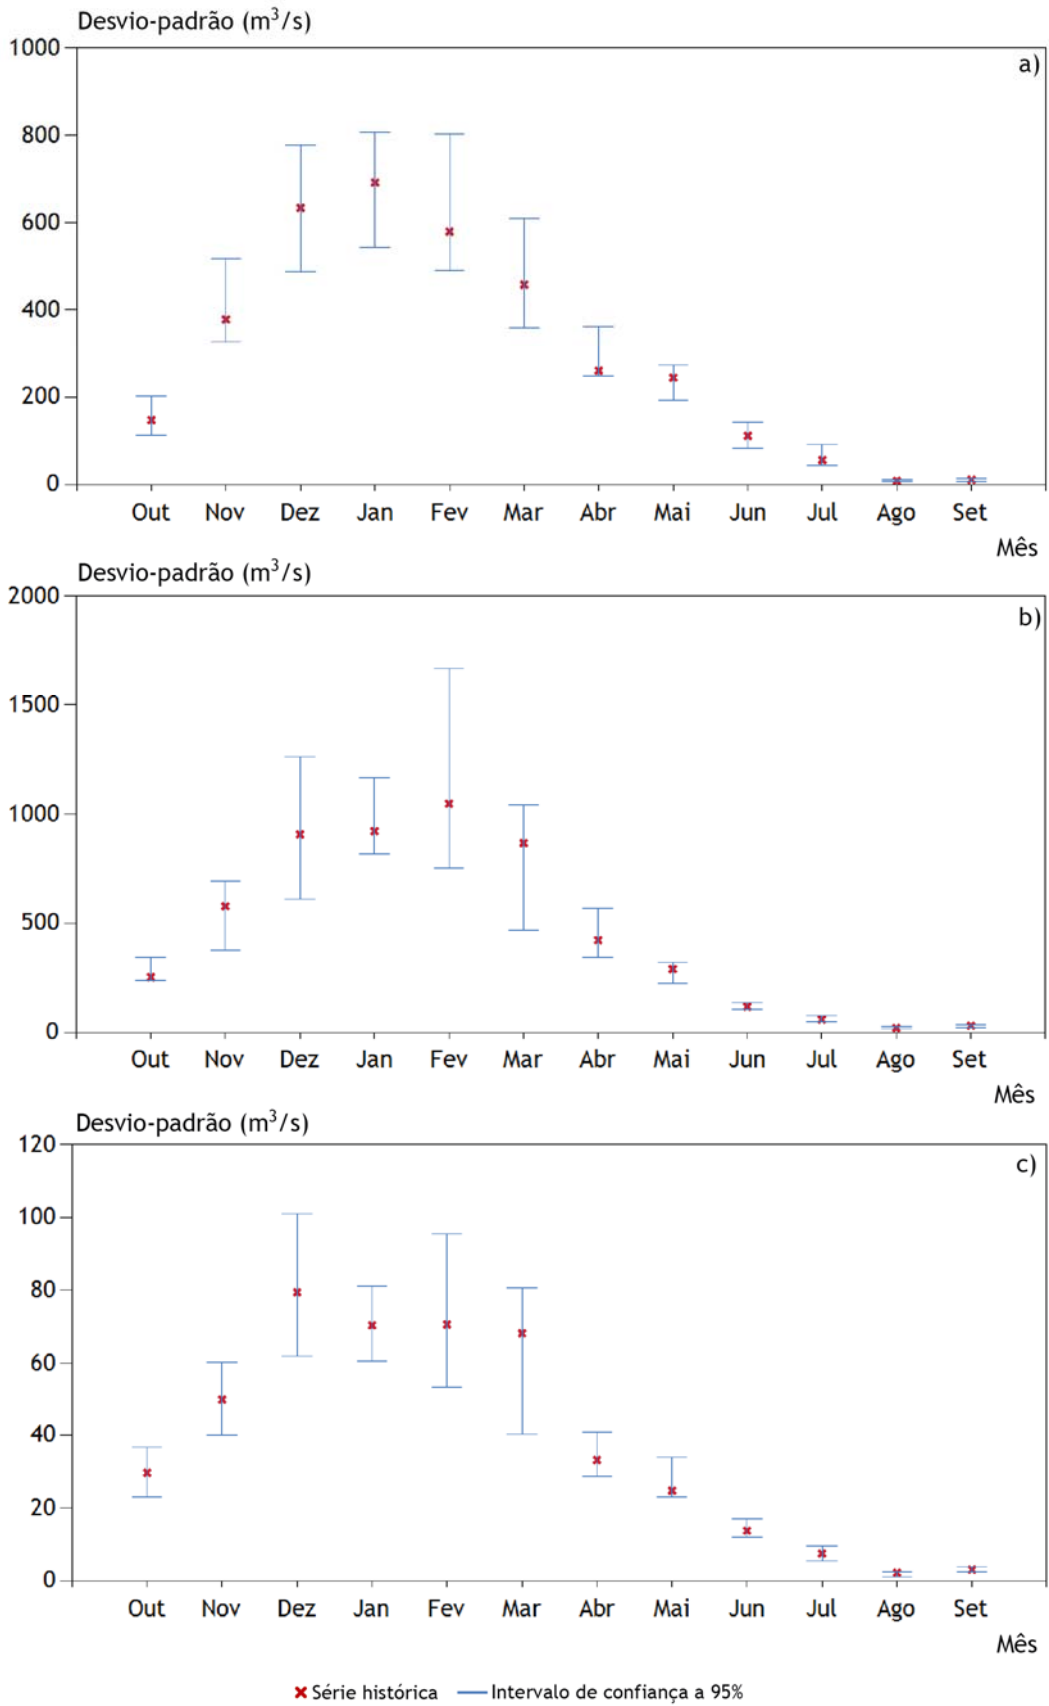 Desvio-padrão (m³/s)
a)
1000
800
600
400
200
0
Out Nov Dez Jan Fev Mar Abr Mai Jun Jul Ago Set
Mês
Desvio-padrão (m³/s)
b)
2000
1500
1000
500
0
Out Nov Dez Jan Fev Mar Abr Mai Jun Jul Ago Set
Mês
Desvio-padrão (m³/s)
c)
120
100
80
60
40
20
0
Out Nov Dez Jan Fev Mar Abr Mai Jun Jul Ago Set
Mês
Série histórica Intervalo de confiança a 95%